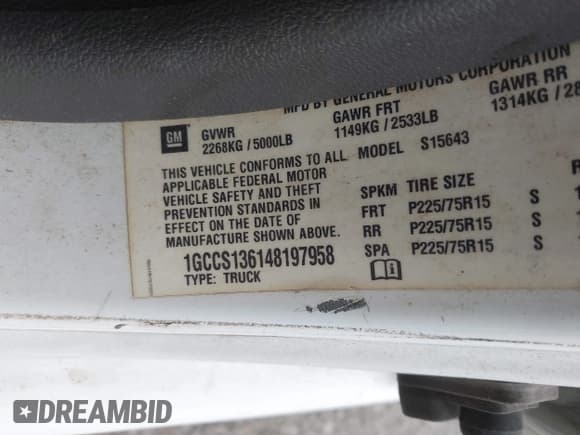 MFD BY GENERAL MOTORS CORPORATION
GM
GVWR GAWR FRT GAWR RR
2268KG / 5000LB 1149KG / 2533LB 1314KG / 28
THIS VEHICLE CONFORMS TO ALL MODEL S15643
APPLICABLE FEDERAL MOTOR
VEHICLE SAFETY AND THEFT SPKM TIRE SIZE R
PREVENTION STANDARDS IN FRT P225/75R15 S 1
EFFECT ON THE DATE OF RR P225/75R15 S 1
MANUFACTURE SHOWN ABOVE. SPA P225/75R15 S
1GCCS136148197958
TYPE: TRUCK
DREAMBID